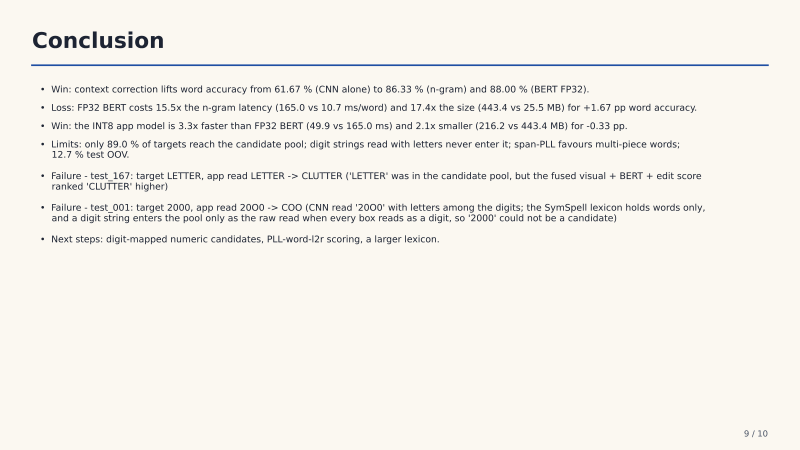 Conclusion
• Win: context correction lifts word accuracy from 61.67 % (CNN alone) to 86.33 % (n-gram) and 88.00 % (BERT FP32).
• Loss: FP32 BERT costs 15.5x the n-gram latency (165.0 vs 10.7 ms/word) and 17.4x the size (443.4 vs 25.5 MB) for +1.67 pp word accuracy.
• Win: the INT8 app model is 3.3x faster than FP32 BERT (49.9 vs 165.0 ms) and 2.1x smaller (216.2 vs 443.4 MB) for -0.33 pp.
• Limits: only 89.0 % of targets reach the candidate pool; digit strings read with letters never enter it; span-PLL favours multi-piece words;
12.7 % test OOV.
• Failure - test_167: target LETTER, app read LETTER -> CLUTTER ('LETTER' was in the candidate pool, but the fused visual + BERT + edit score
ranked 'CLUTTER' higher)
• Failure - test_001: target 2000, app read 20O0 -> COO (CNN read '20O0' with letters among the digits; the SymSpell lexicon holds words only,
and a digit string enters the pool only as the raw read when every box reads as a digit, so '2000' could not be a candidate)
• Next steps: digit-mapped numeric candidates, PLL-word-l2r scoring, a larger lexicon.
9 / 10